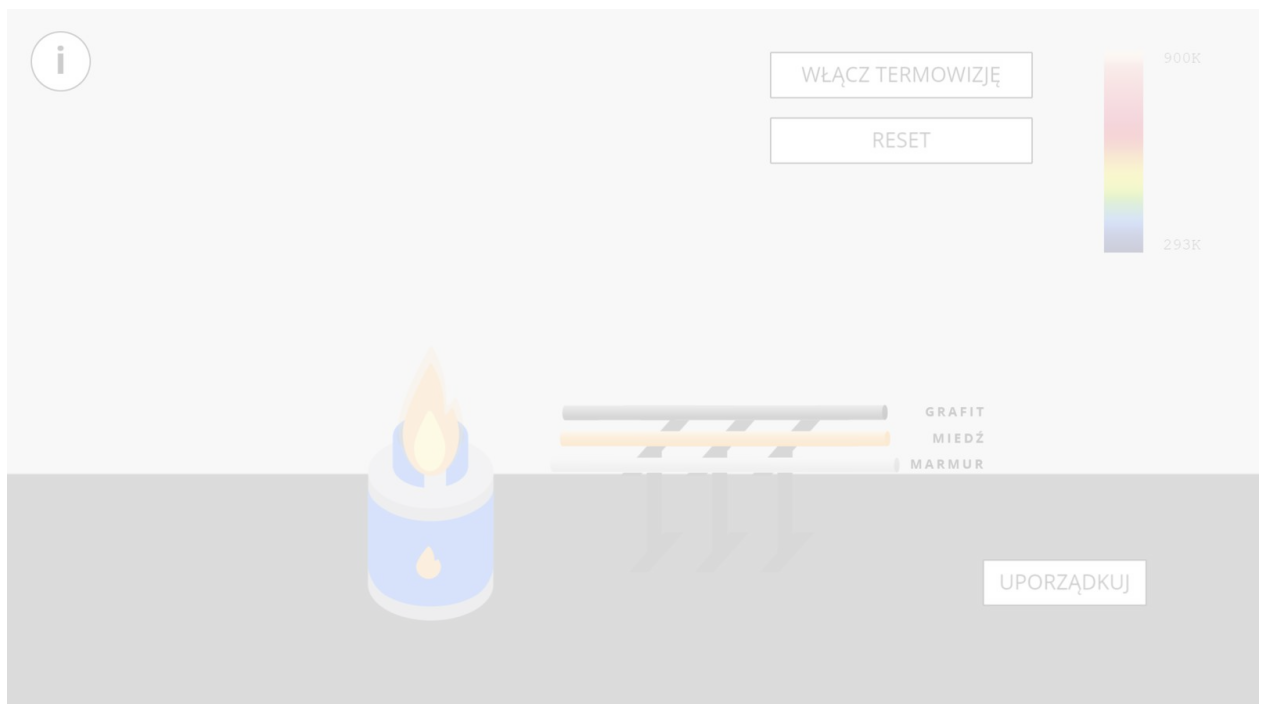 i
WŁĄCZ TERMOWIZJĘ
900K
RESET
293K
GRAFIT
MIEDŹ
MARMUR
UPORZĄDKUJ